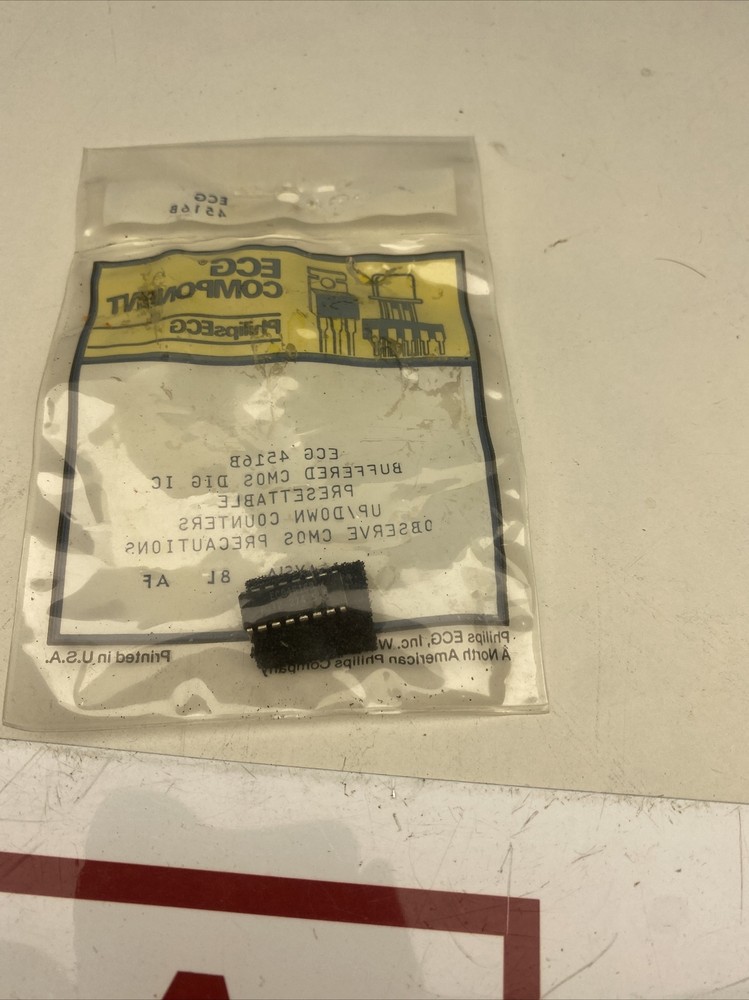 ECG
4516B
ECG®
COMPONENT
PhilipsECG
ECG 4516B
BUFFERED CMOS DIG IC
PRESETTABLE
UP/DOWN COUNTERS
OBSERVE CMOS PRECAUTIONS
8L AF
Philips ECG, Inc.
A North American Philips Company
Printed in U.S.A.